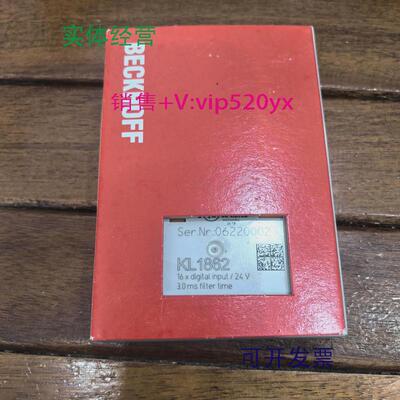 实体经营
BECKHOFF
销售+V:vip520yx
Ser.Nr.:06220002
KL1862
16 x digital input / 24 V
3.0 ms filter time
可开发票